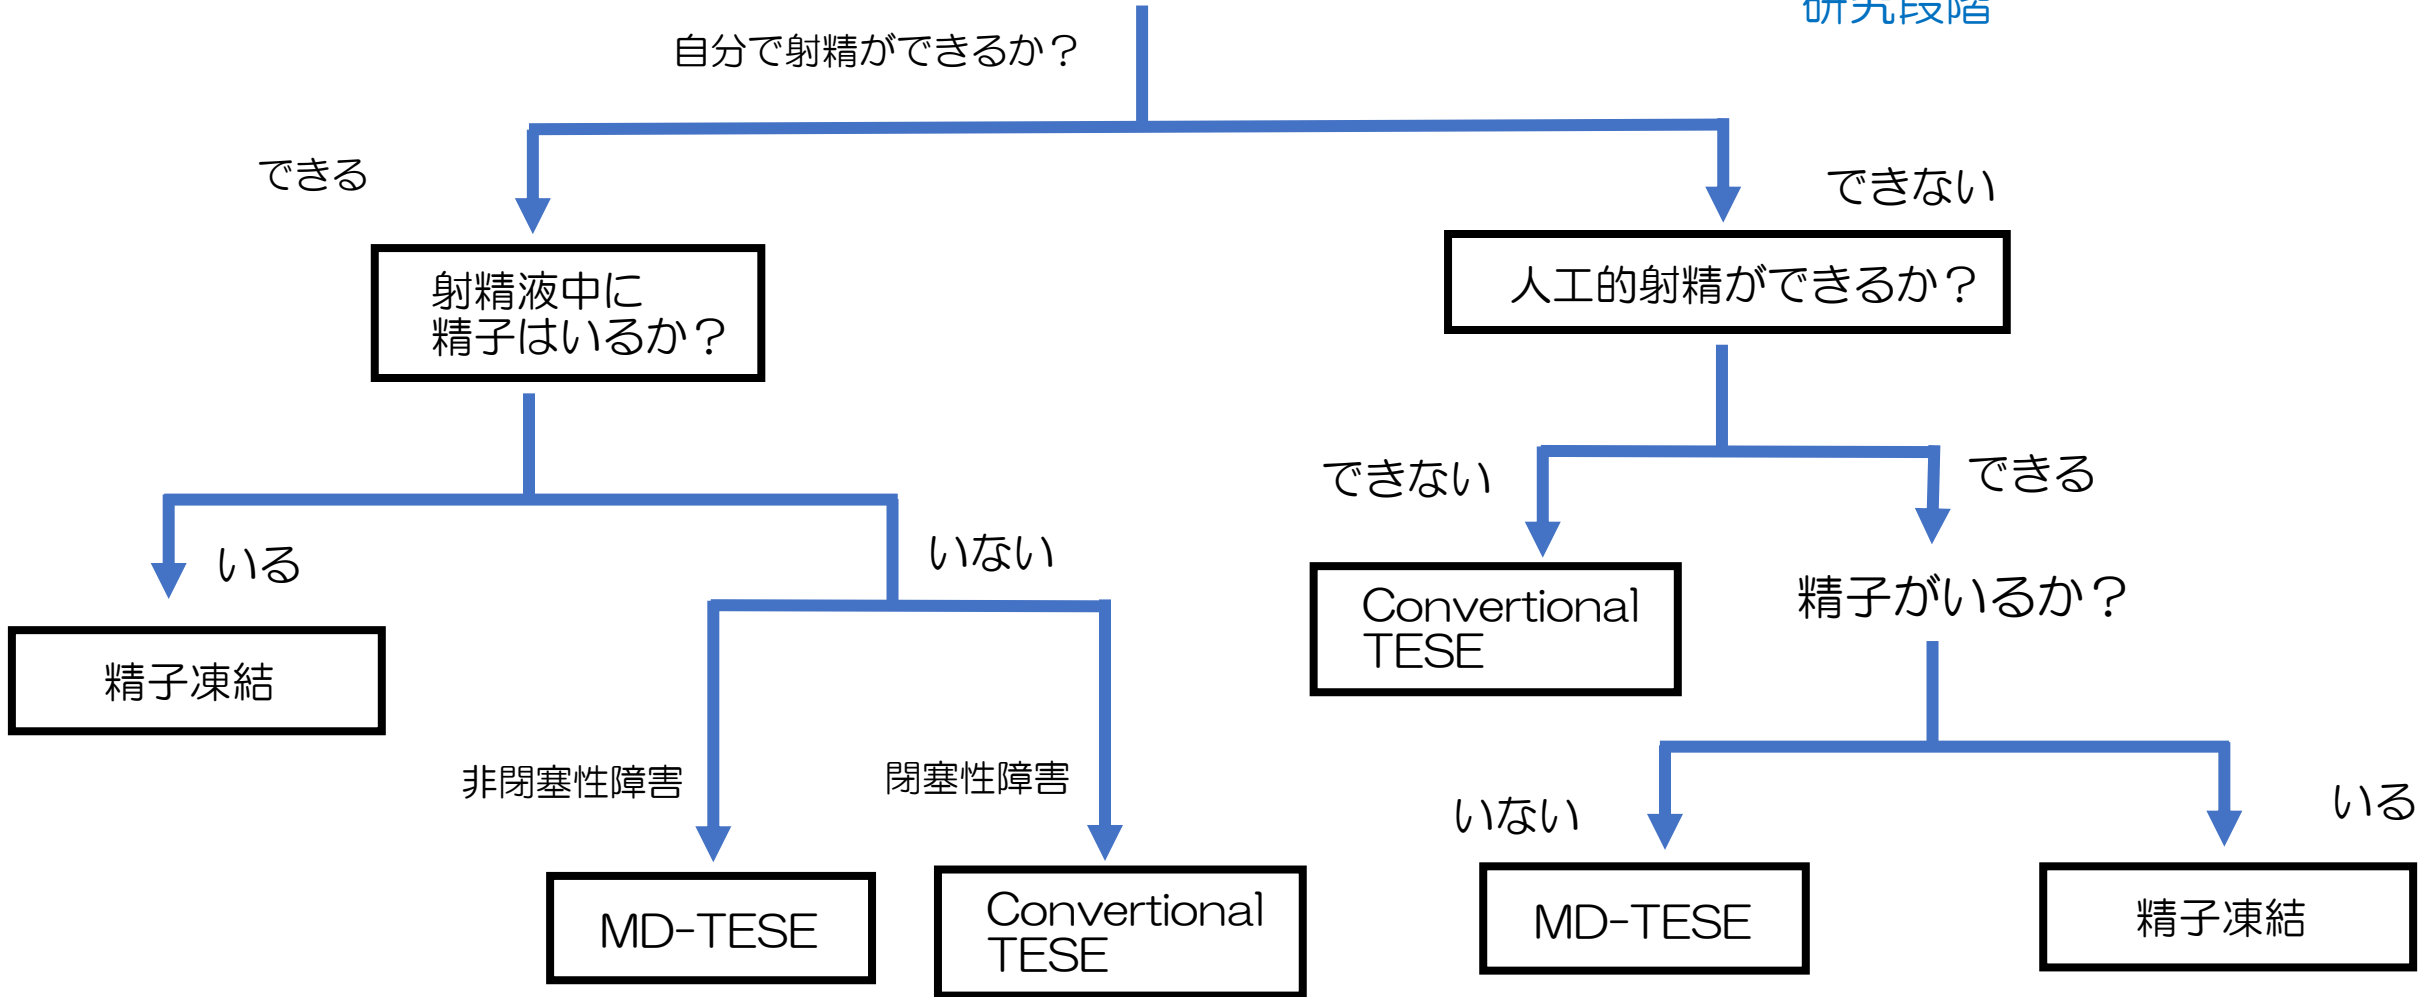 研究段階
自分で射精ができるか？
できる
できない
射精液中に
精子はいるか？
人工的射精ができるか？
できない
できる
いる
いない
Convertional
TESE
精子がいるか？
精子凍結
非閉塞性障害
閉塞性障害
いない
いる
MD-TESE
Convertional
TESE
MD-TESE
精子凍結